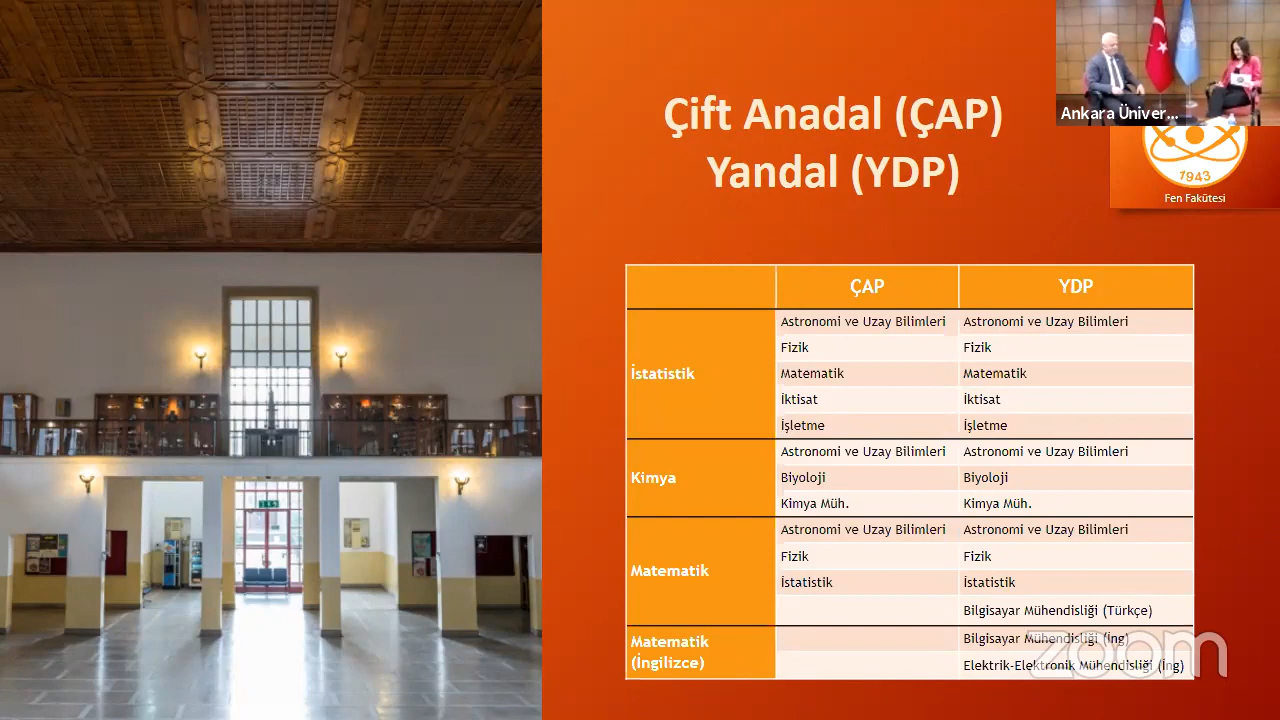 Çift Anadal (ÇAP)
Yandal (YDP)
Ankara Üniver...
1943
Fen Fakütesi
ÇAP YDP
İstatistik
Astronomi ve Uzay Bilimleri Astronomi ve Uzay Bilimleri
Fizik Fizik
Matematik Matematik
İktisat İktisat
İşletme İşletme
Kimya
Astronomi ve Uzay Bilimleri Astronomi ve Uzay Bilimleri
Biyoloji Biyoloji
Kimya Müh. Kimya Müh.
Matematik
Astronomi ve Uzay Bilimleri Astronomi ve Uzay Bilimleri
Fizik Fizik
İstatistik İstatistik
Bilgisayar Mühendisliği (Türkçe)
Matematik
(İngilizce)
Bilgisayar Mühendisliği (İng)
Elektrik-Elektronik Mühendisliği (İng)
zoom